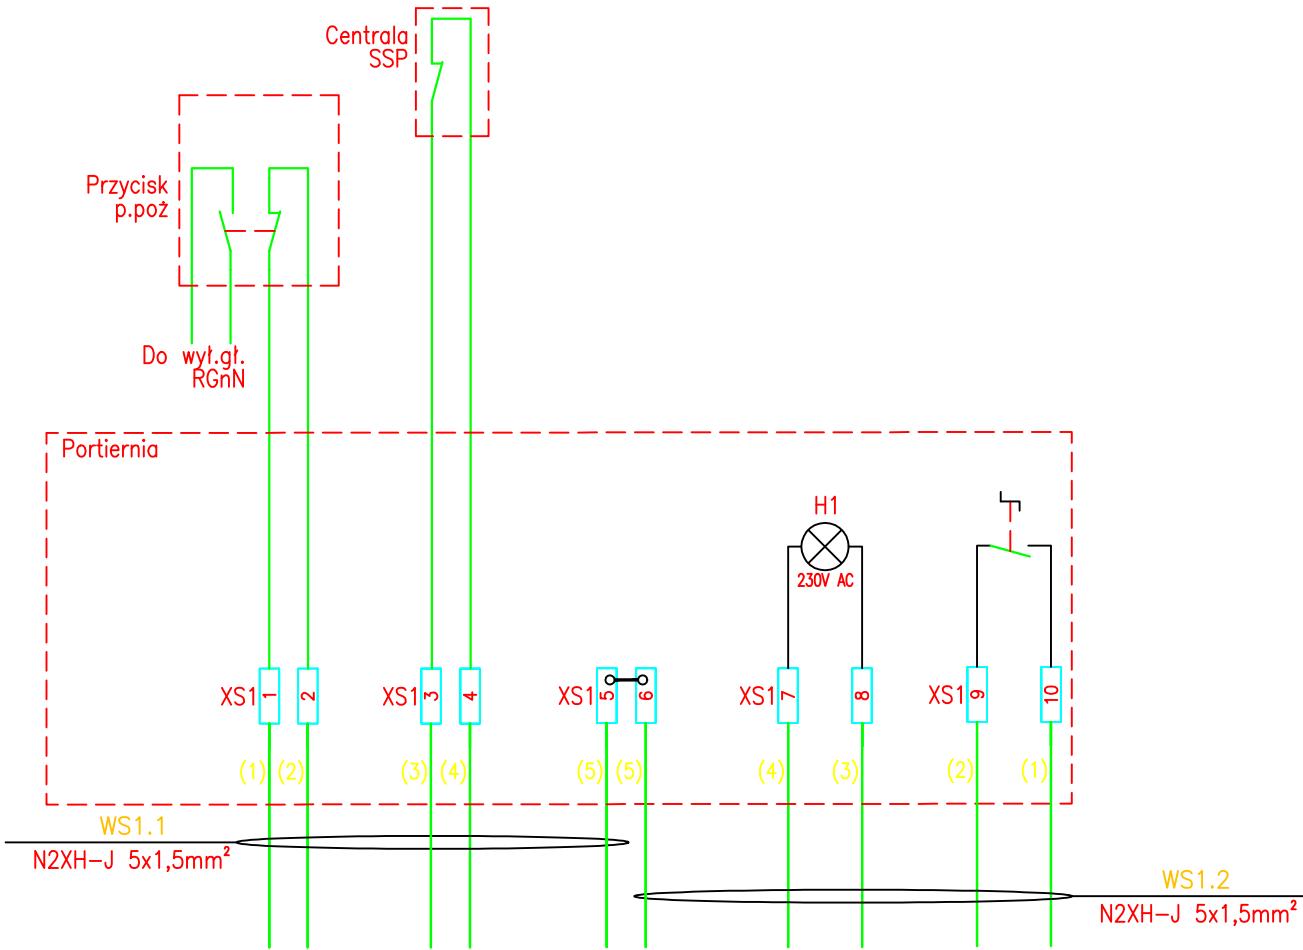 Centrala
SSP
Przycisk
p.poż
Do wył.gł.
RGnN
Portiernia
H1
230V AC
XS1 1 2
XS1 3 4
XS1 5 6
XS1 7 8
XS1 9 10
(1) (2) (3) (4) (5) (5) (4) (3) (2) (1)
WS1.1
N2XH-J 5x1,5mm²
WS1.2
N2XH-J 5x1,5mm²